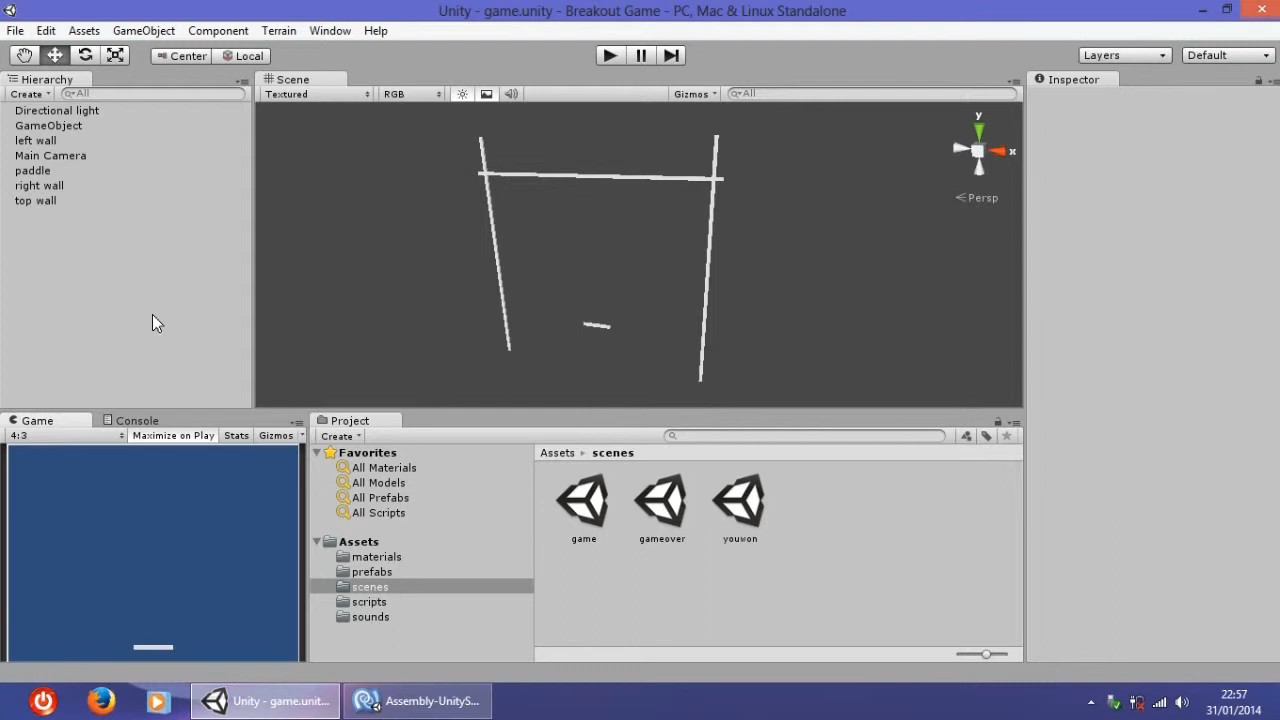 Unity - game.unity - Breakout Game - PC, Mac & Linux Standalone
File Edit Assets GameObject Component Terrain Window Help
Center Local Layers Default
Hierarchy
Create All
Directional light
GameObject
left wall
Main Camera
paddle
right wall
top wall
Scene
Textured RGB Gizmos All
y
x
Persp
Inspector
Game Console
4:3 Maximize on Play Stats Gizmos
Project
Create
Favorites
All Materials
All Models
All Prefabs
All Scripts
Assets
materials
prefabs
scenes
scripts
sounds
Assets scenes
game gameover youwon
Unity - game.unit... Assembly-UnityS...
22:57
31/01/2014